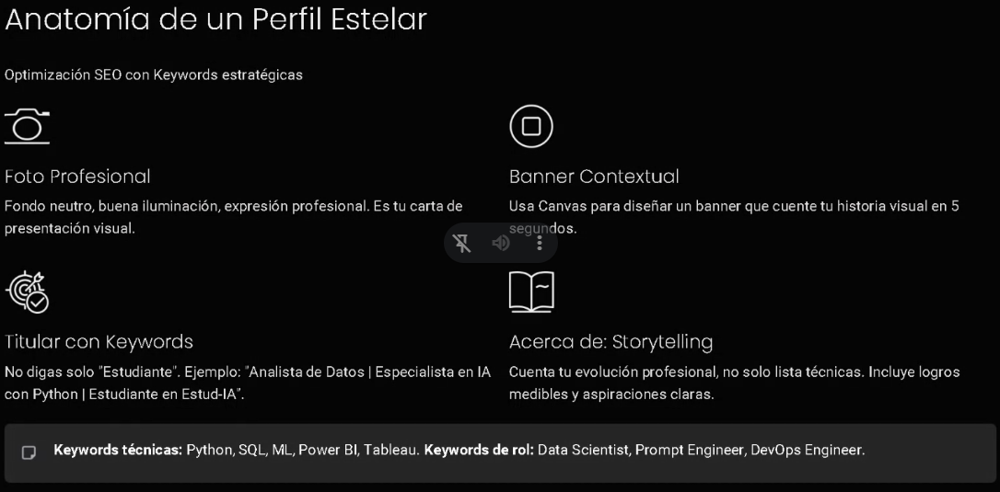 Anatomía de un Perfil Estelar
Optimización SEO con Keywords estratégicas
Foto Profesional
Fondo neutro, buena iluminación, expresión profesional. Es tu carta de
presentación visual.
Banner Contextual
Usa Canvas para diseñar un banner que cuente tu historia visual en 5
segundos.
Titular con Keywords
No digas solo "Estudiante". Ejemplo: "Analista de Datos | Especialista en IA
con Python | Estudiante en Estud-IA".
Acerca de: Storytelling
Cuenta tu evolución profesional, no solo lista técnicas. Incluye logros
medibles y aspiraciones claras.
Keywords técnicas: Python, SQL, ML, Power BI, Tableau. Keywords de rol: Data Scientist, Prompt Engineer, DevOps Engineer.